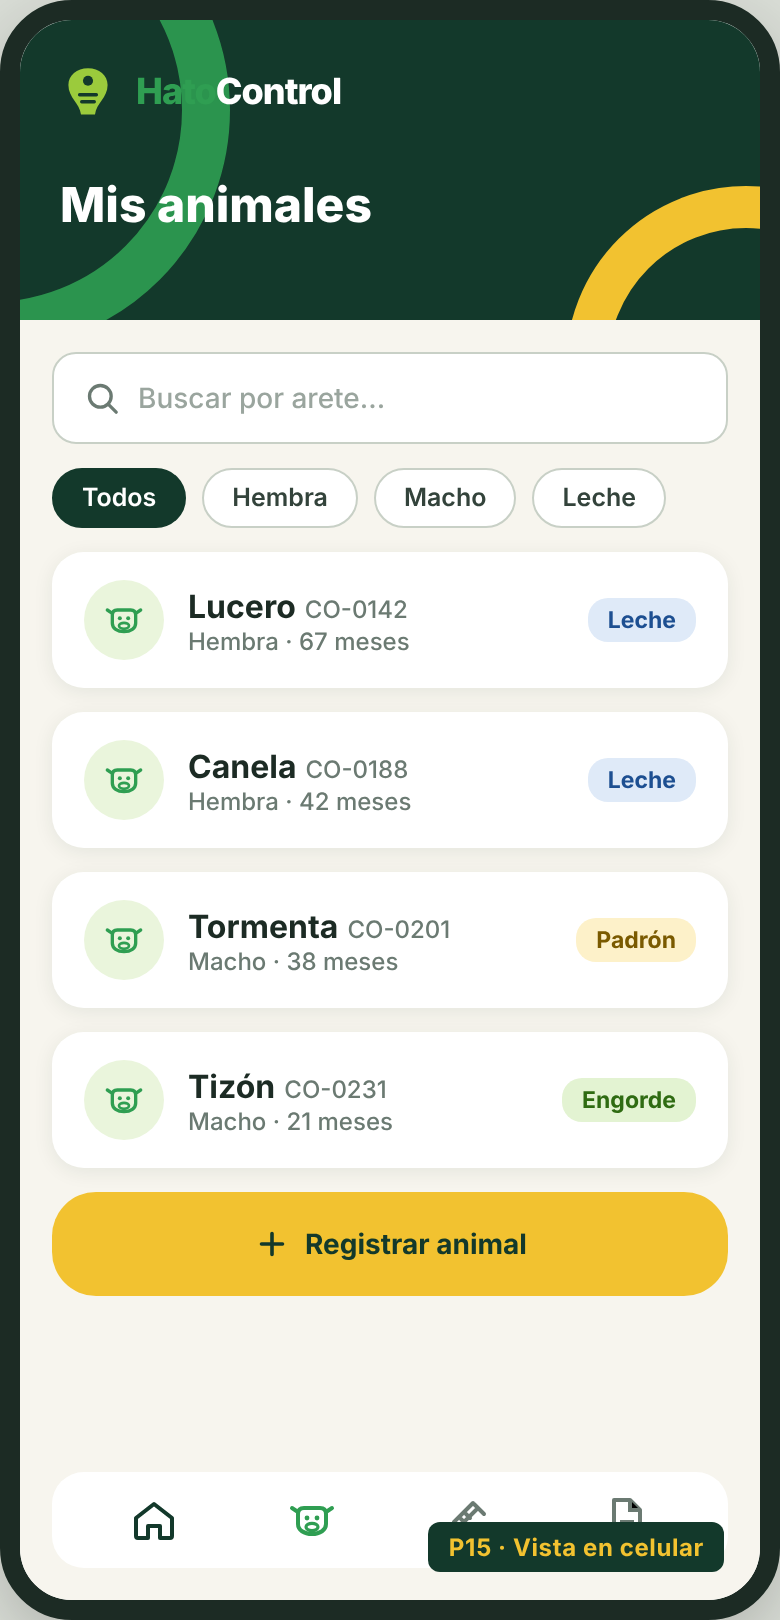 HatoControl
Mis animales
Buscar por arete...
Todos Hembra Macho Leche
Lucero CO-0142
Hembra · 67 meses
Leche
Canela CO-0188
Hembra · 42 meses
Leche
Tormenta CO-0201
Macho · 38 meses
Padrón
Tizón CO-0231
Macho · 21 meses
Engorde
+ Registrar animal
P15 · Vista en celular